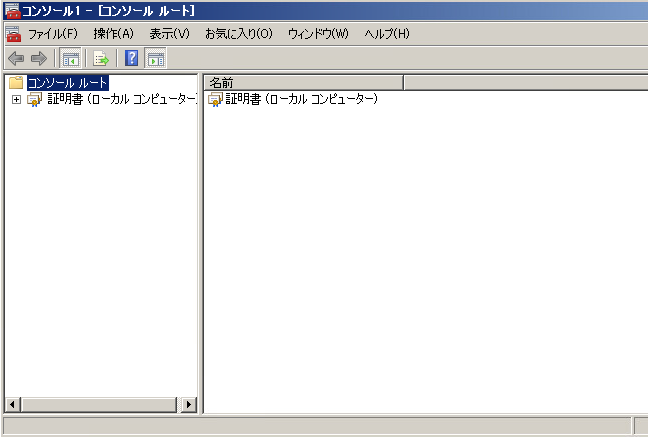 コンソール1 - [コンソール ルート]
ファイル(F) 操作(A) 表示(V) お気に入り(O) ウィンドウ(W) ヘルプ(H)
コンソール ルート
証明書 (ローカル コンピューター)
名前
証明書 (ローカル コンピューター)